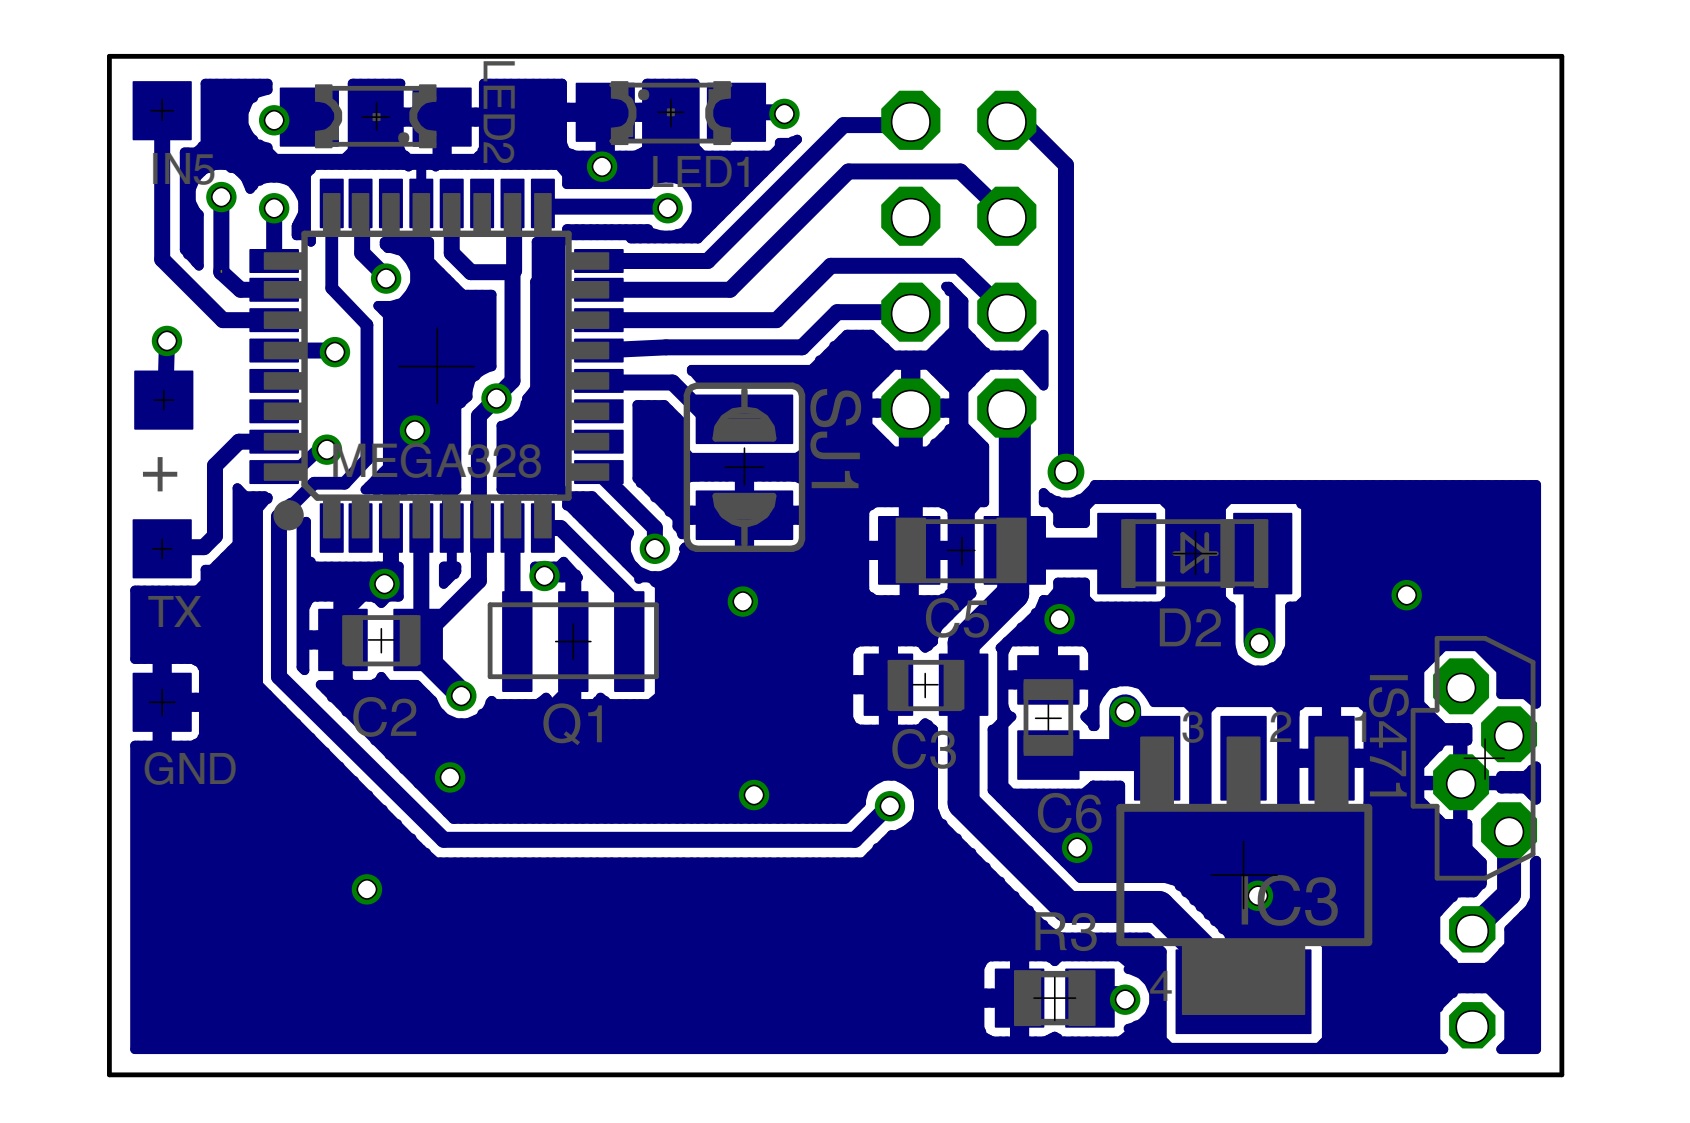 LED2
LED1
IN5
SJ1
MEGA328
+
TX
C5
D2
C2
Q1
C3
GND
IS471
3
2
1
C6
IC3
R3
4